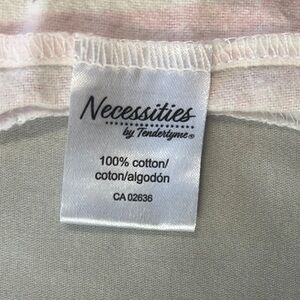 Necessities
by Tendertyme®
100% cotton/
coton/algodón
CA 02636